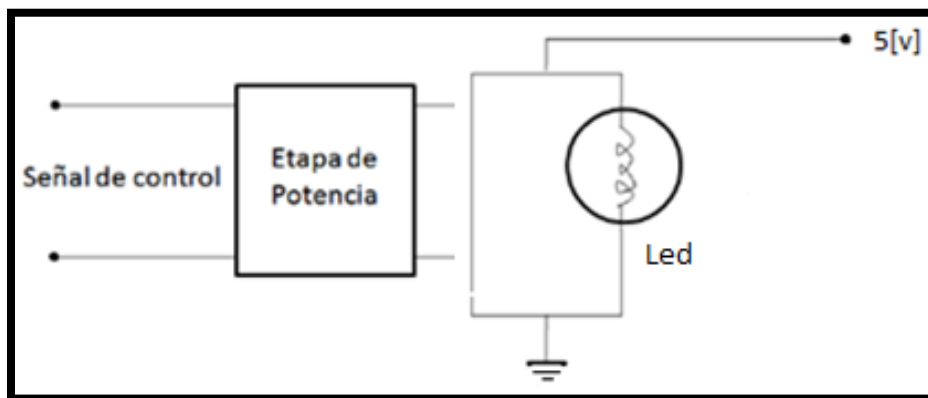 5[v]
Señal de control
Etapa de
Potencia
Led